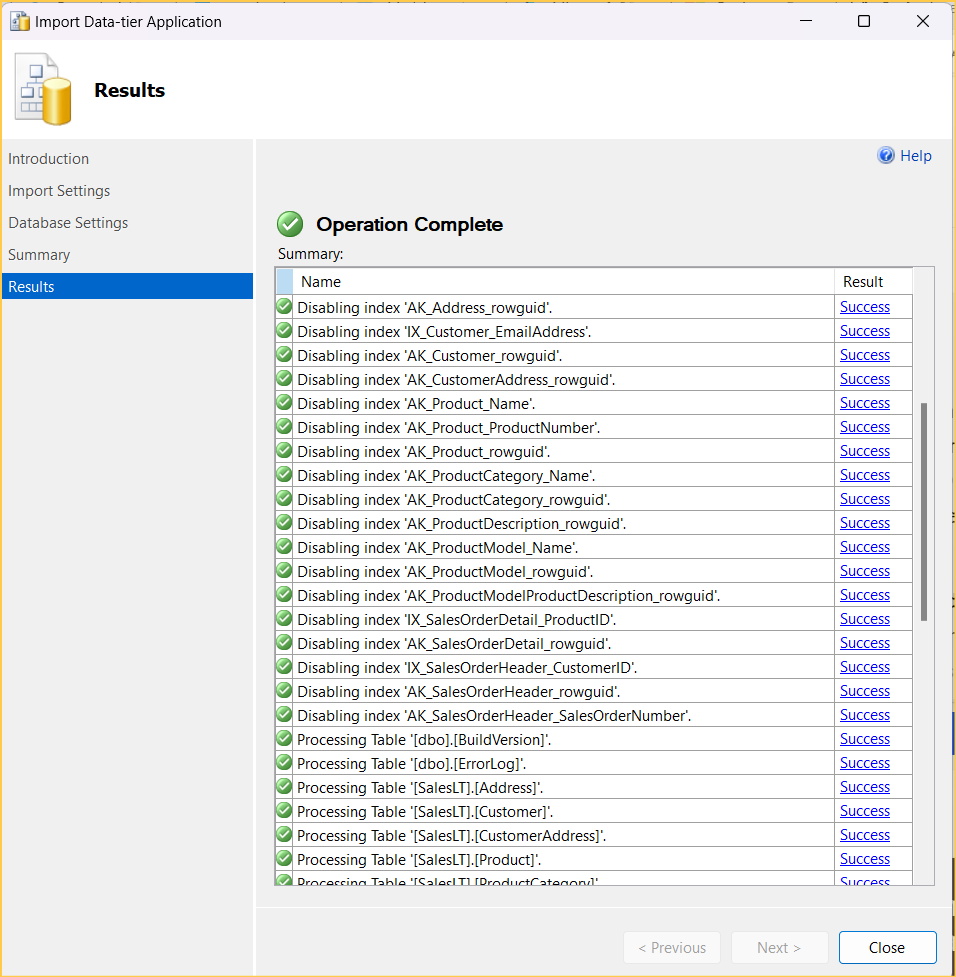 Import Data-tier Application
Results
Introduction
Import Settings
Database Settings
Summary
Results
Help
Operation Complete
Summary:
Name Result
Disabling index 'AK_Address_rowguid'. Success
Disabling index 'IX_Customer_EmailAddress'. Success
Disabling index 'AK_Customer_rowguid'. Success
Disabling index 'AK_CustomerAddress_rowguid'. Success
Disabling index 'AK_Product_Name'. Success
Disabling index 'AK_Product_ProductNumber'. Success
Disabling index 'AK_Product_rowguid'. Success
Disabling index 'AK_ProductCategory_Name'. Success
Disabling index 'AK_ProductCategory_rowguid'. Success
Disabling index 'AK_ProductDescription_rowguid'. Success
Disabling index 'AK_ProductModel_Name'. Success
Disabling index 'AK_ProductModel_rowguid'. Success
Disabling index 'AK_ProductModelProductDescription_rowguid'. Success
Disabling index 'IX_SalesOrderDetail_ProductID'. Success
Disabling index 'AK_SalesOrderDetail_rowguid'. Success
Disabling index 'IX_SalesOrderHeader_CustomerID'. Success
Disabling index 'AK_SalesOrderHeader_rowguid'. Success
Disabling index 'AK_SalesOrderHeader_SalesOrderNumber'. Success
Processing Table '[dbo].[BuildVersion]'. Success
Processing Table '[dbo].[ErrorLog]'. Success
Processing Table '[SalesLT].[Address]'. Success
Processing Table '[SalesLT].[Customer]'. Success
Processing Table '[SalesLT].[CustomerAddress]'. Success
Processing Table '[SalesLT].[Product]'. Success
Processing Table '[SalesLT].[ProductCategory]'. Success
< Previous Next > Close